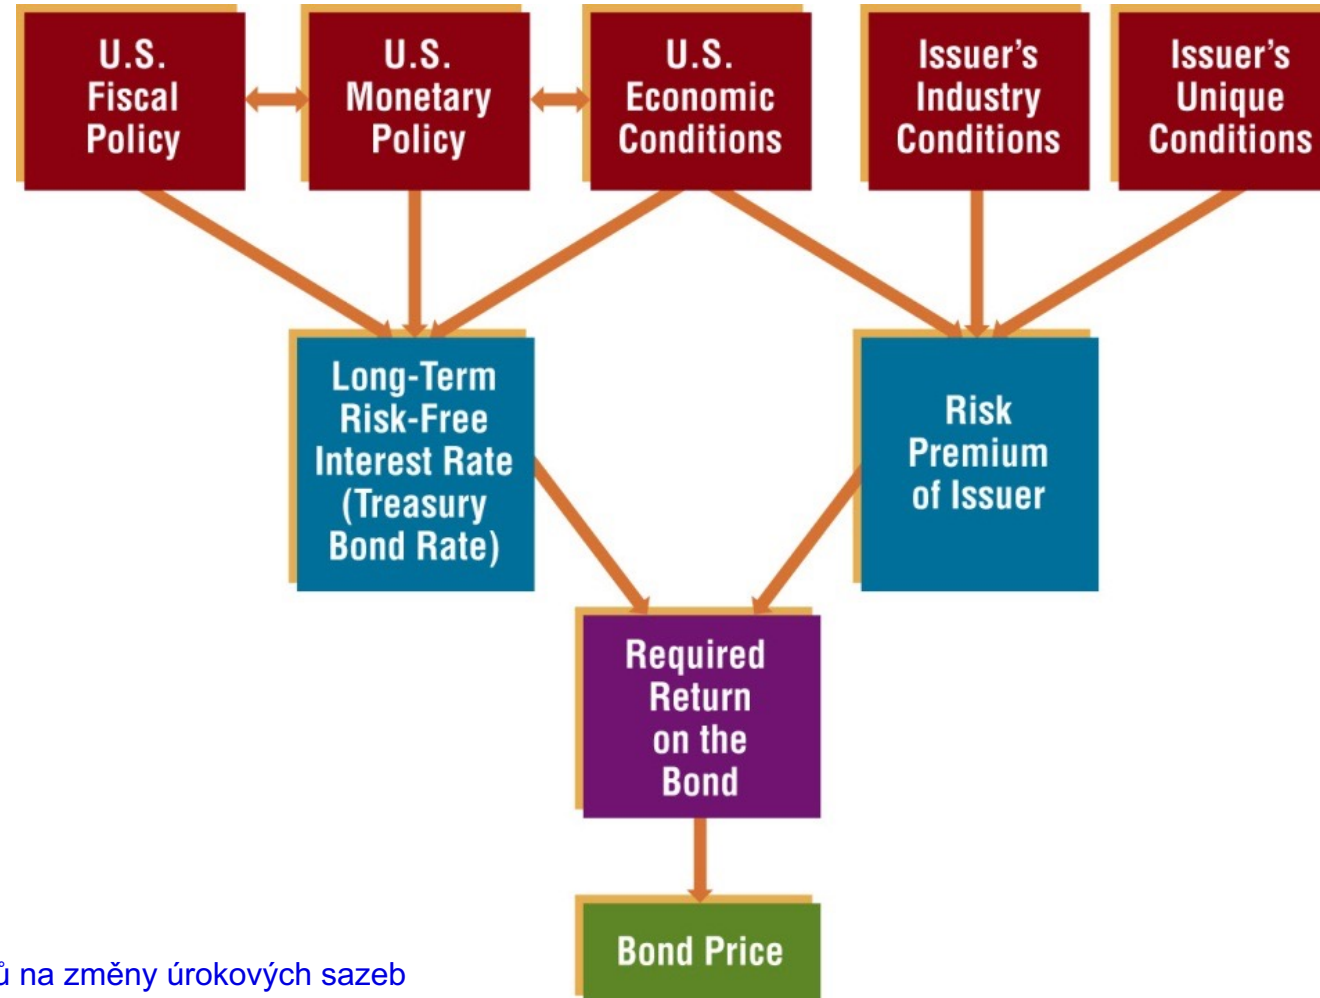 U.S.
Fiscal
Policy
U.S.
Monetary
Policy
U.S.
Economic
Conditions
Issuer's
Industry
Conditions
Issuer's
Unique
Conditions
Long-Term
Risk-Free
Interest Rate
(Treasury
Bond Rate)
Risk
Premium
of Issuer
Required
Return
on the
Bond
Bond Price
na změny úrokových sazeb